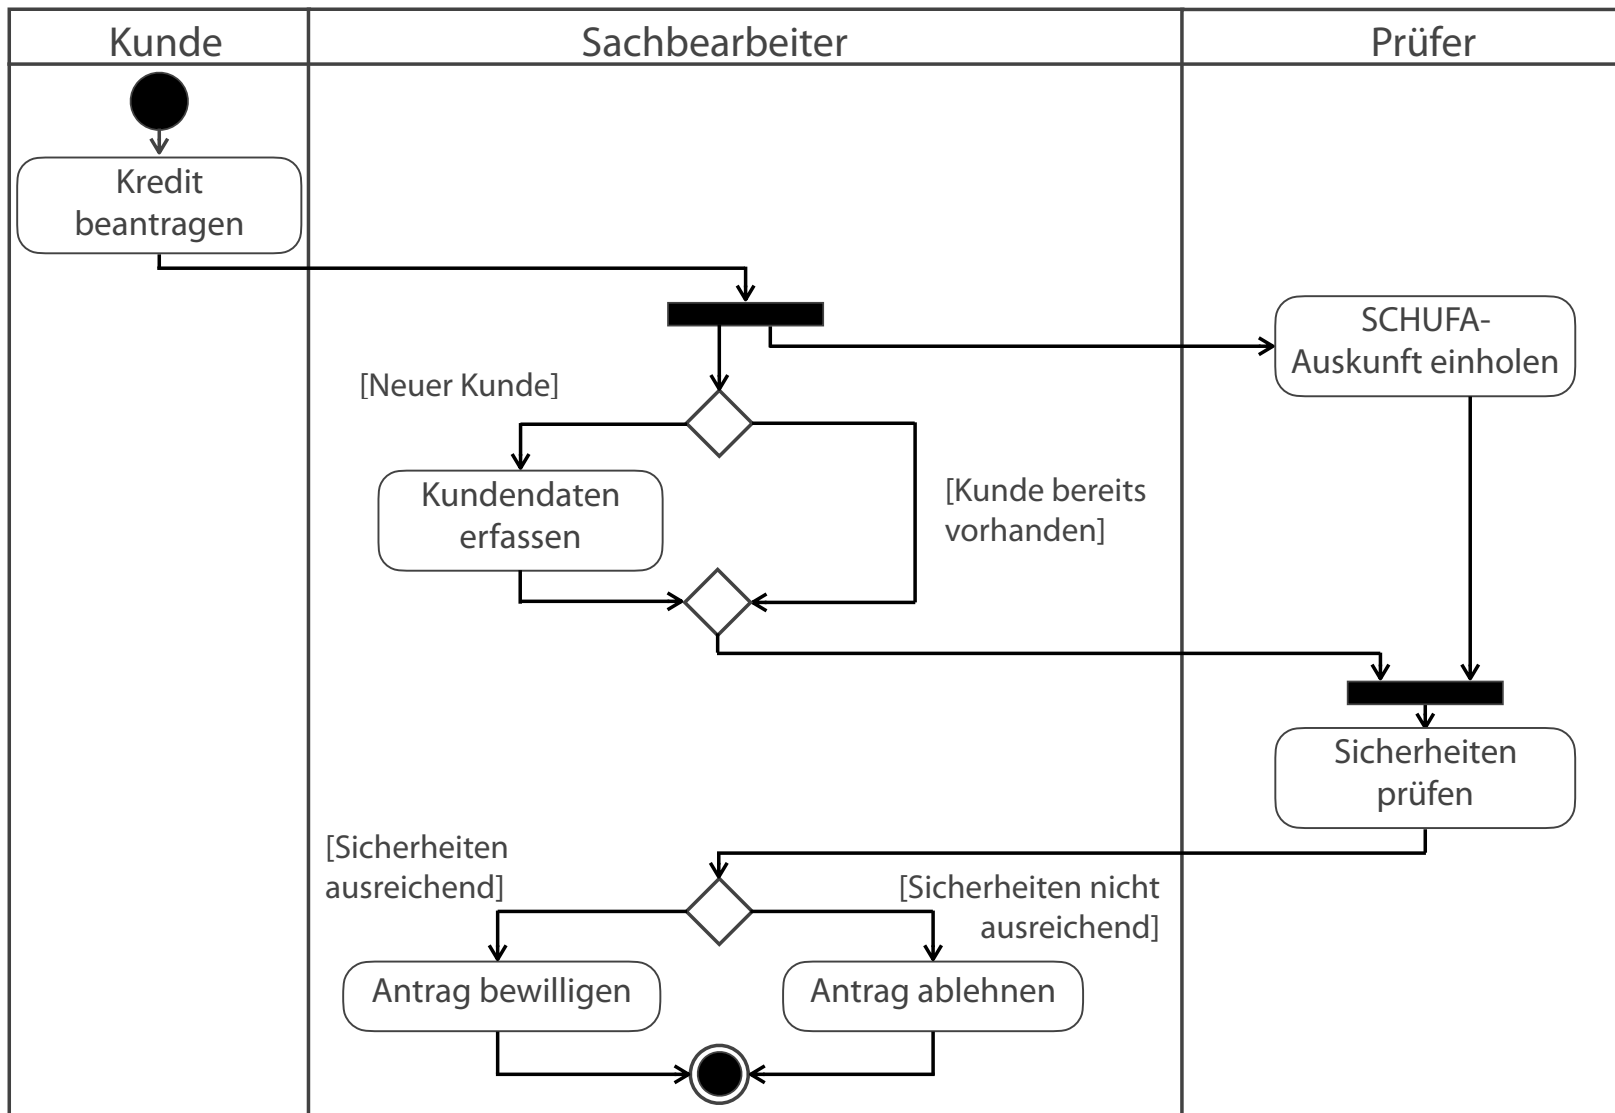 Kunde
Sachbearbeiter
Prüfer
Kredit
beantragen
SCHUFA-
Auskunft einholen
[Neuer Kunde]
Kundendaten
erfassen
[Kunde bereits
vorhanden]
Sicherheiten
prüfen
[Sicherheiten
ausreichend]
[Sicherheiten nicht
ausreichend]
Antrag bewilligen
Antrag ablehnen